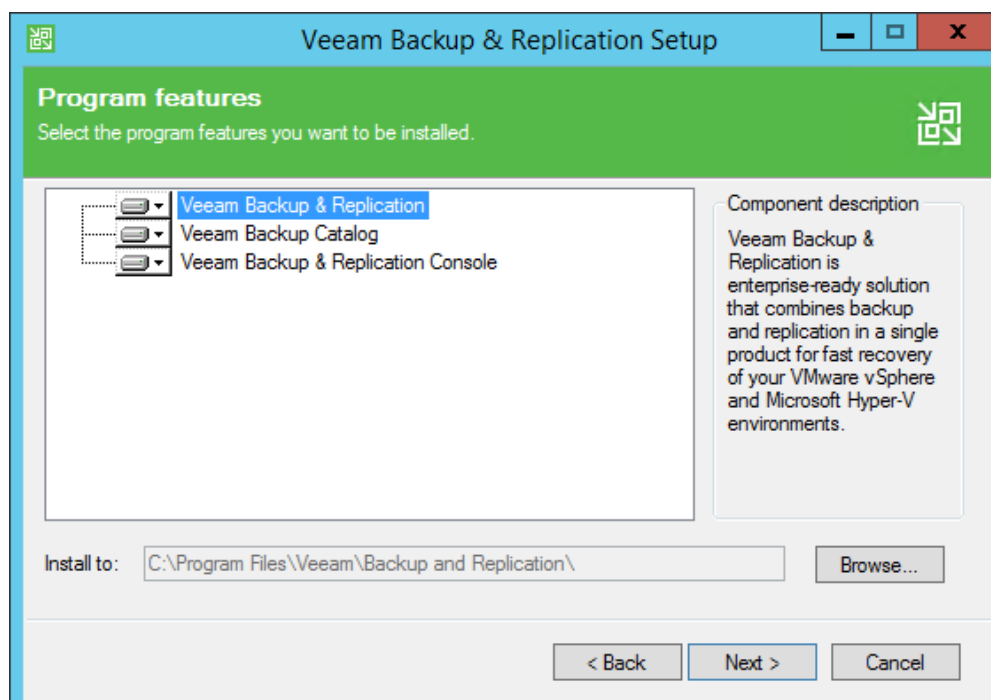 Veeam Backup & Replication Setup
Program features
Select the program features you want to be installed.
Veeam Backup & Replication
Veeam Backup Catalog
Veeam Backup & Replication Console
Component description
Veeam Backup &
Replication is
enterprise-ready solution
that combines backup
and replication in a single
product for fast recovery
of your VMware vSphere
and Microsoft Hyper-V
environments.
Install to: C:\Program Files\Veeam\Backup and Replication\ Browse...
< Back Next > Cancel